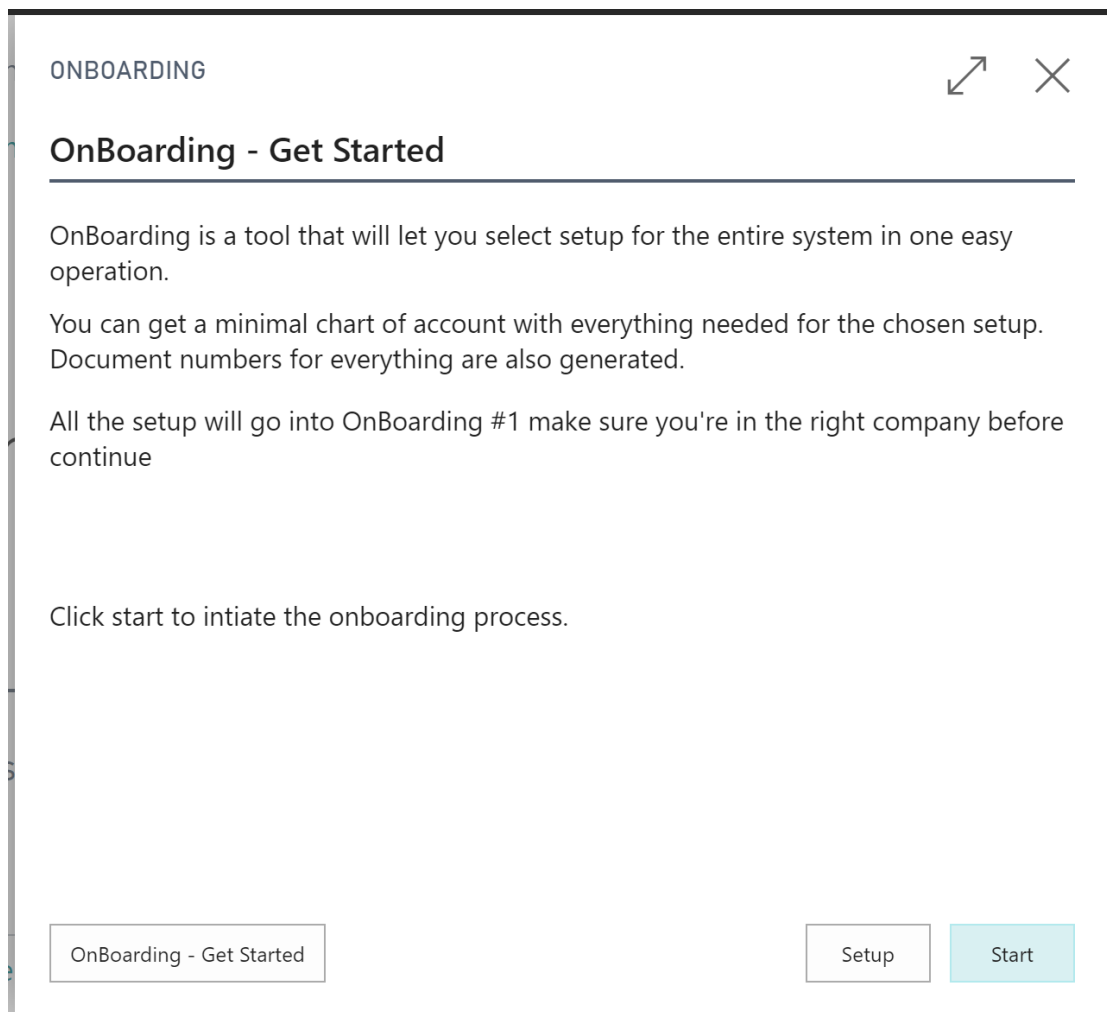 ONBOARDING
OnBoarding - Get Started
OnBoarding is a tool that will let you select setup for the entire system in one easy
operation.
You can get a minimal chart of account with everything needed for the chosen setup.
Document numbers for everything are also generated.
All the setup will go into OnBoarding #1 make sure you're in the right company before
continue
Click start to intiate the onboarding process.
OnBoarding - Get Started
Setup
Start